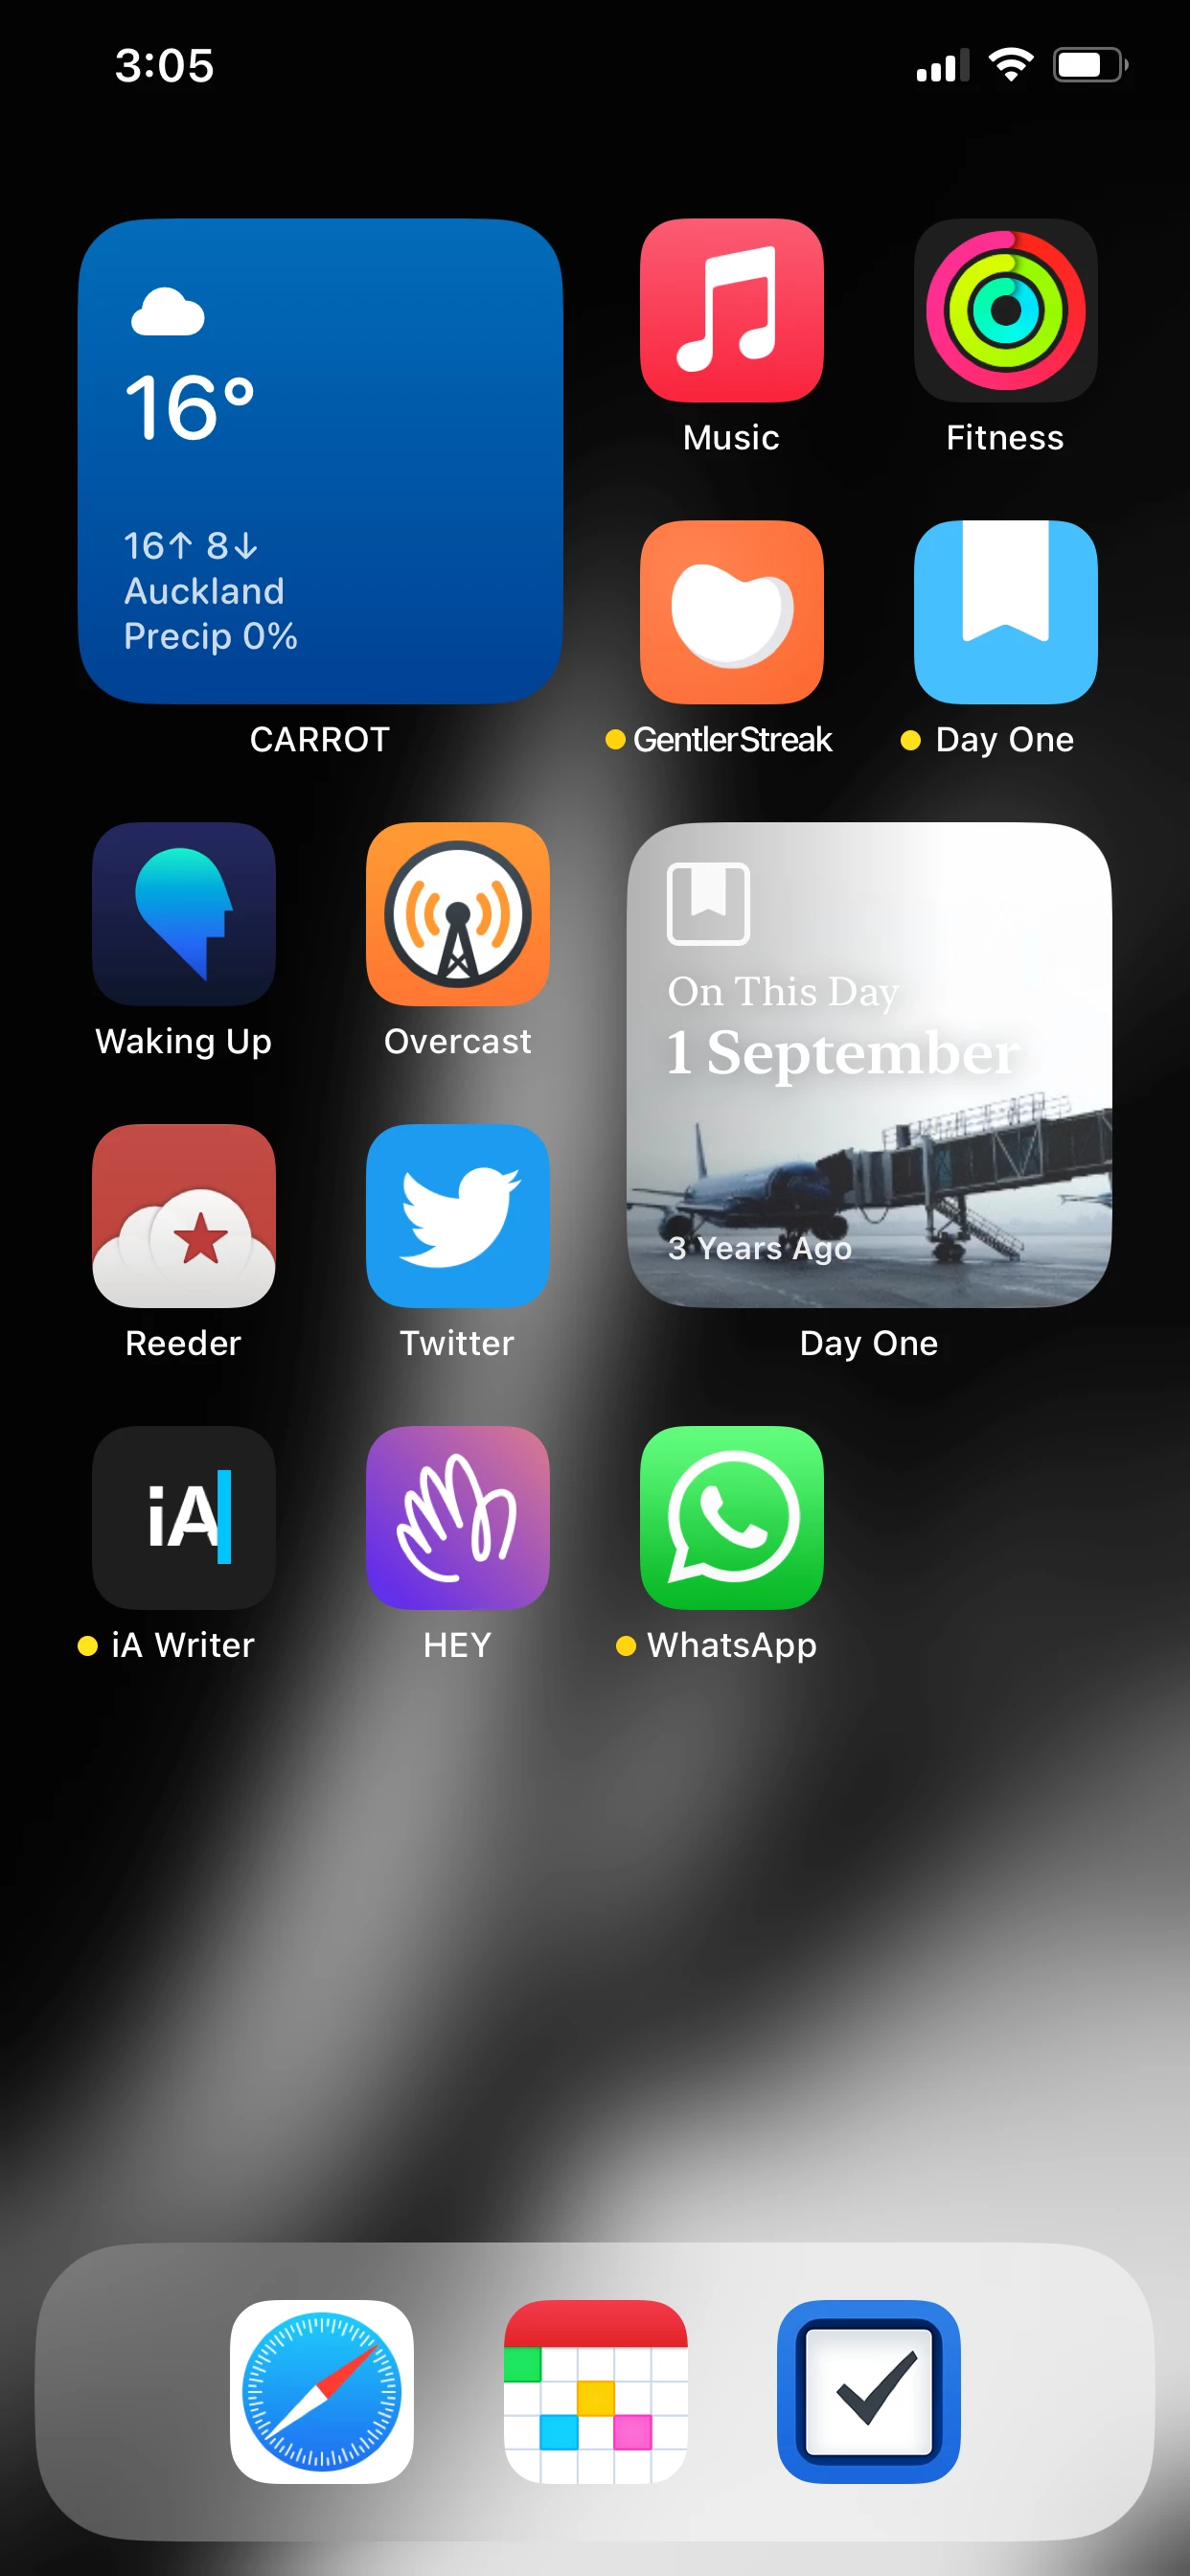 3:05
16°
16↑ 8↓
Auckland
Precip 0%
CARROT
Music
Fitness
GentlerStreak
Day One
Waking Up
Overcast
On This Day
1 September
3 Years Ago
Reeder
Twitter
Day One
iA
iA Writer
HEY
WhatsApp